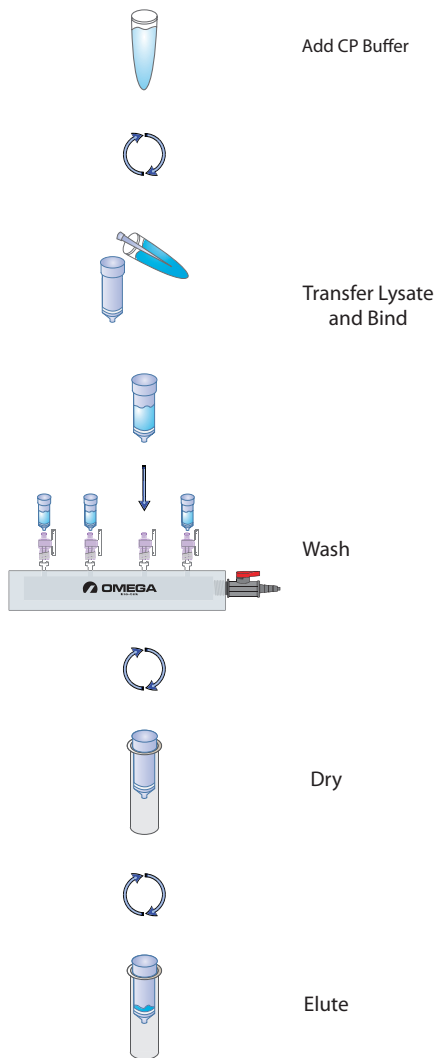 Add CP Buffer
Transfer Lysate
and Bind
Wash
OMEGA
Dry
Elute